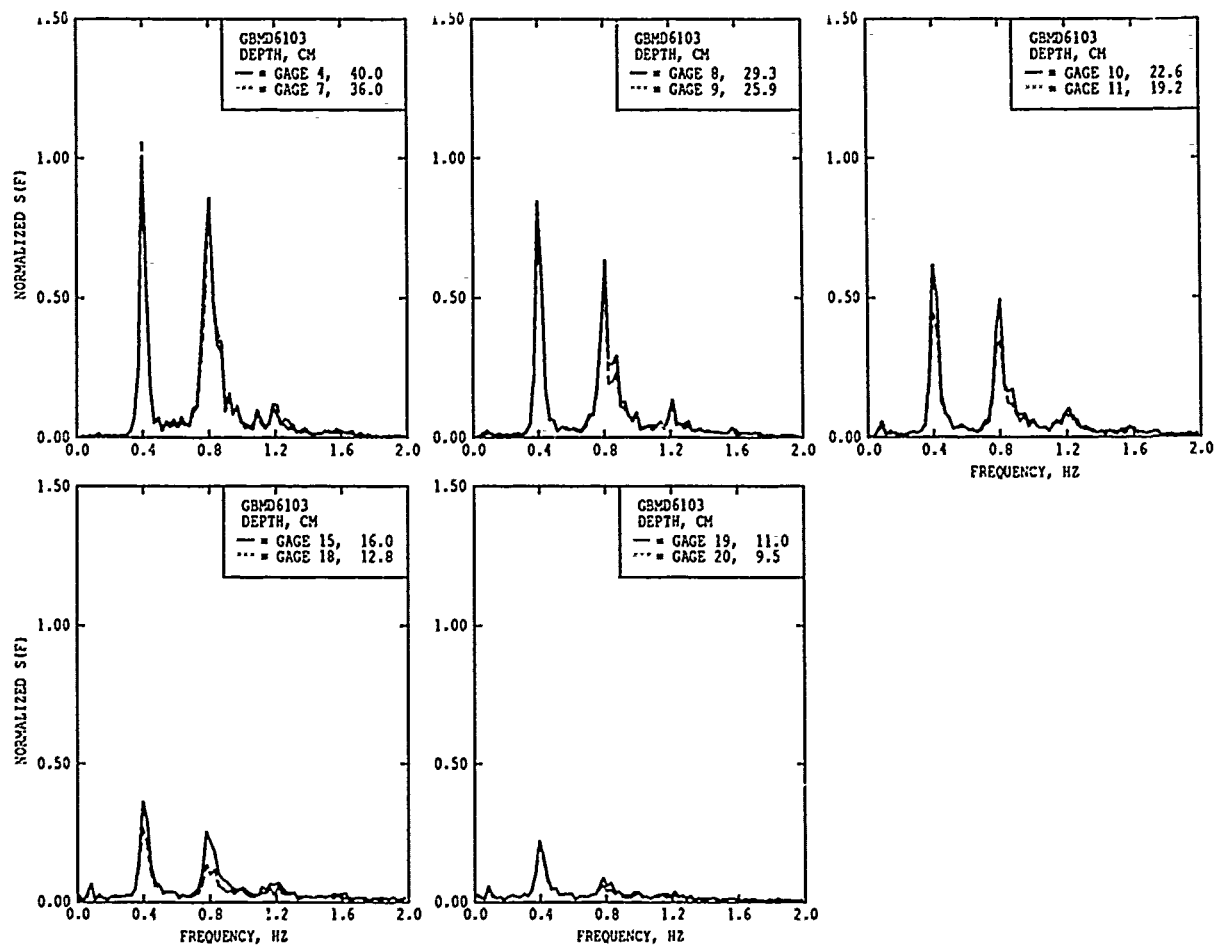 1.50
GBMD6103
DEPTH, CM
— = GAGE 4, 40.0
--- = GAGE 7, 36.0
1.00
0.50
0.00
NORMALIZED S(F)
0.0 0.4 0.8 1.2 1.6 2.0
1.50
GBMD6103
DEPTH, CM
— = GAGE 8, 29.3
--- = GAGE 9, 25.9
1.00
0.50
0.00
0.0 0.4 0.8 1.2 1.6 2.0
1.50
GBMD6103
DEPTH, CM
— = GAGE 10, 22.6
--- = GAGE 11, 19.2
1.00
0.50
0.00
0.0 0.4 0.8 1.2 1.6 2.0
FREQUENCY, HZ
1.50
GBMD6103
DEPTH, CM
— = GAGE 15, 16.0
--- = GAGE 18, 12.8
1.00
0.50
0.00
NORMALIZED S(F)
0.0 0.4 0.8 1.2 1.6 2.0
FREQUENCY, HZ
1.50
GBMD6103
DEPTH, CM
— = GAGE 19, 11.0
--- = GAGE 20, 9.5
1.00
0.50
0.00
0.0 0.4 0.8 1.2 1.6 2.0
FREQUENCY, HZ